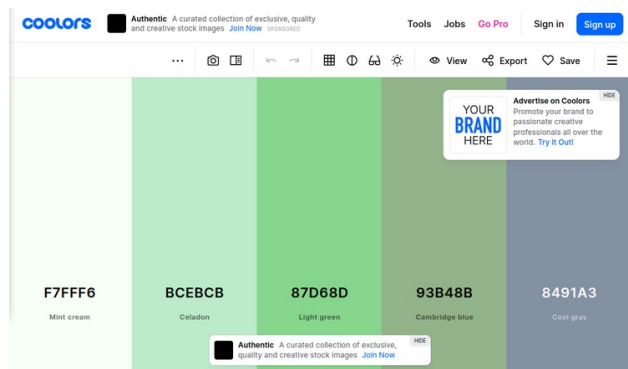 coolors
Authentic A curated collection of exclusive, quality
and creative stock images Join Now SPONSORED
Tools Jobs Go Pro Sign in Sign up
View Export Save
YOUR
BRAND
HERE
Advertise on Coolors HIDE
Promote your brand to
passionate creative
professionals all over the
world. Try It Out!
F7FFF6 BCEBCB 87D68D 93B48B 8491A3
Mint cream Celadon Light green Cambridge blue Cool gray
Authentic A curated collection of exclusive, HIDE
quality and creative stock images Join Now